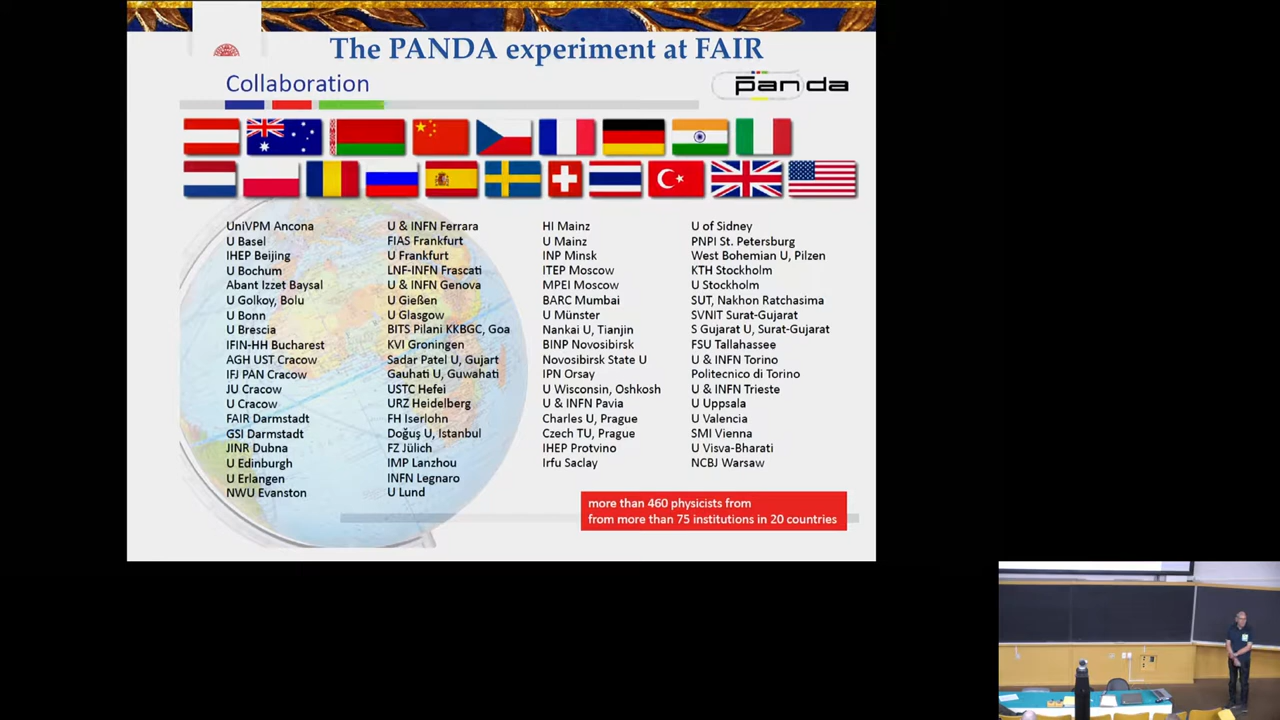 The PANDA experiment at FAIR
Collaboration
panda
UniVPM Ancona
U Basel
IHEP Beijing
U Bochum
Abant Izzet Baysal
U Golkoy, Bolu
U Bonn
U Brescia
IFIN-HH Bucharest
AGH UST Cracow
IFJ PAN Cracow
JU Cracow
U Cracow
FAIR Darmstadt
GSI Darmstadt
JINR Dubna
U Edinburgh
U Erlangen
NWU Evanston
U & INFN Ferrara
FIAS Frankfurt
U Frankfurt
LNF-INFN Frascati
U & INFN Genova
U Gießen
U Glasgow
BITS Pilani KKBGC, Goa
KVI Groningen
Sadar Patel U, Gujart
Gauhati U, Guwahati
USTC Hefei
URZ Heidelberg
FH Iserlohn
Doğuş U, Istanbul
FZ Jülich
IMP Lanzhou
INFN Legnaro
U Lund
HI Mainz
U Mainz
INP Minsk
ITEP Moscow
MPEI Moscow
BARC Mumbai
U Münster
Nankai U, Tianjin
BINP Novosibirsk
Novosibirsk State U
IPN Orsay
U Wisconsin, Oshkosh
U & INFN Pavia
Charles U, Prague
Czech TU, Prague
IHEP Protvino
Irfu Saclay
U of Sidney
PNPI St. Petersburg
West Bohemian U, Pilzen
KTH Stockholm
U Stockholm
SUT, Nakhon Ratchasima
SVNIT Surat-Gujarat
S Gujarat U, Surat-Gujarat
FSU Tallahassee
U & INFN Torino
Politecnico di Torino
U & INFN Trieste
U Uppsala
U Valencia
SMI Vienna
U Visva-Bharati
NCBJ Warsaw
more than 460 physicists from
from more than 75 institutions in 20 countries